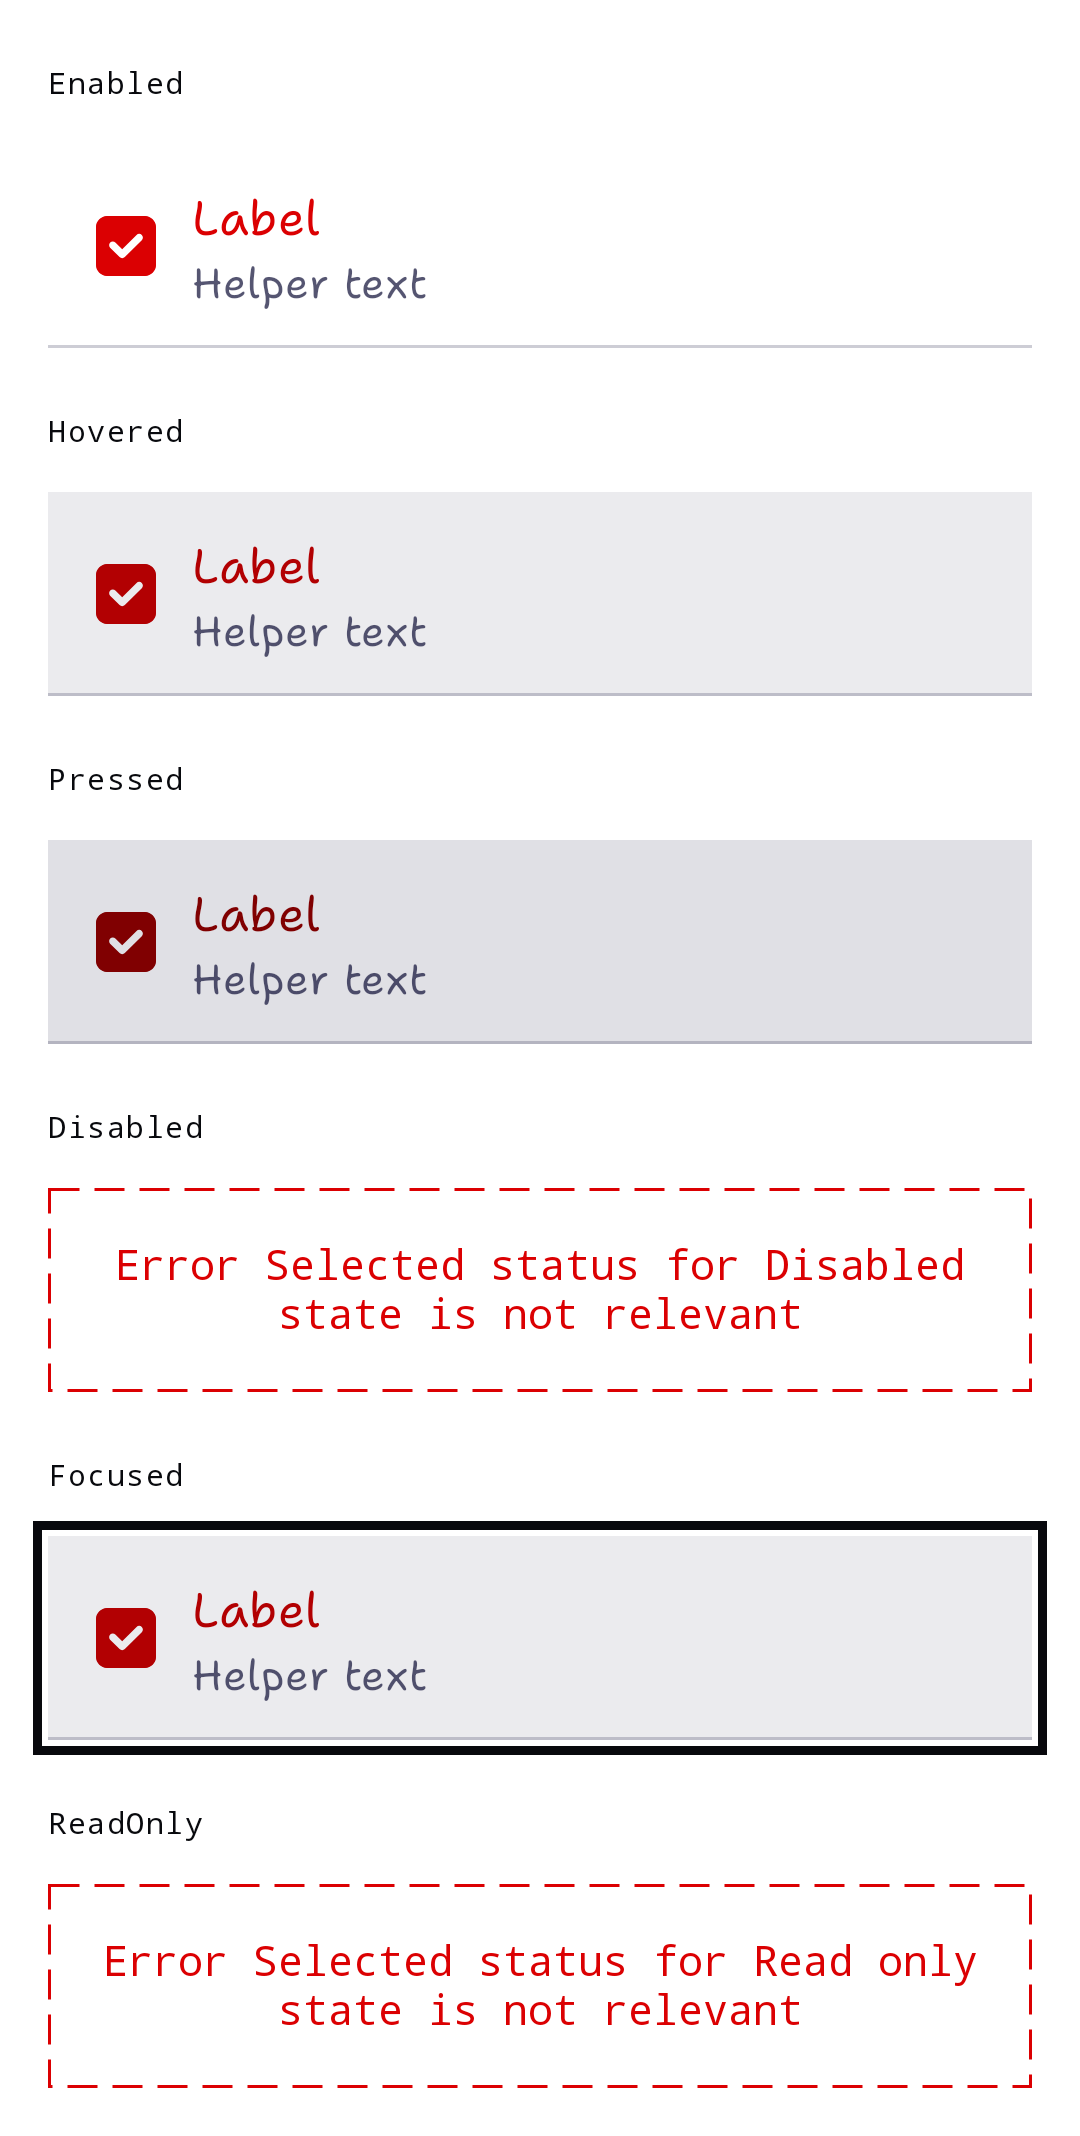 Enabled
Label
Helper text
Hovered
Label
Helper text
Pressed
Label
Helper text
Disabled
Error Selected status for Disabled
state is not relevant
Focused
Label
Helper text
ReadOnly
Error Selected status for Read only
state is not relevant